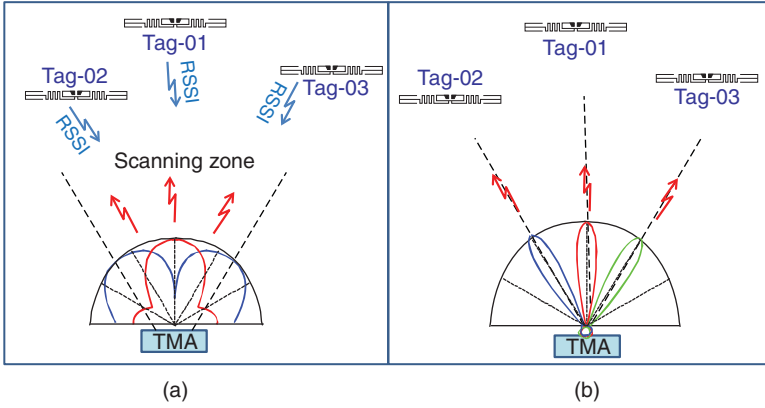 Tag-01
Tag-02
RSSI
RSSI
RSSI
Tag-03
Scanning zone
TMA
(a)
Tag-01
Tag-02
Tag-03
TMA
(b)